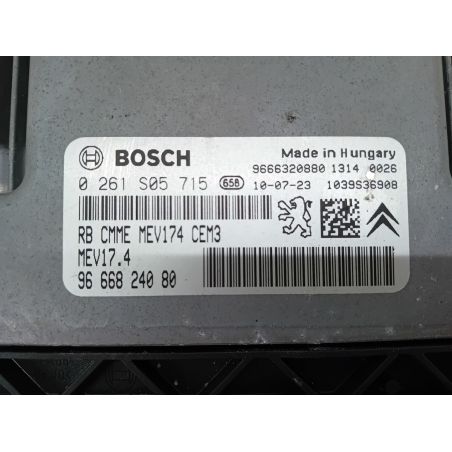 BOSCH
Made in Hungary
9666320880 1314 0026
0 261 S05 715 658 10-07-23 1039S36908
RB CMME MEV174 CEM3
MEV17.4
96 668 240 80